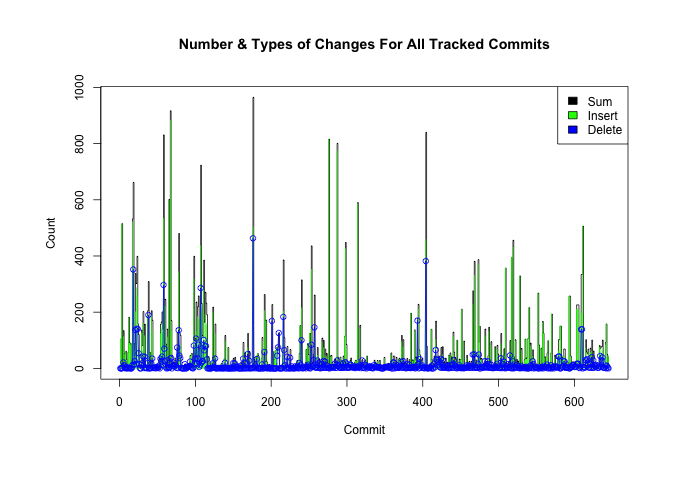 Number & Types of Changes For All Tracked Commits
Sum
Insert
Delete
Count
1000
800
600
400
200
0
0 100 200 300 400 500 600
Commit